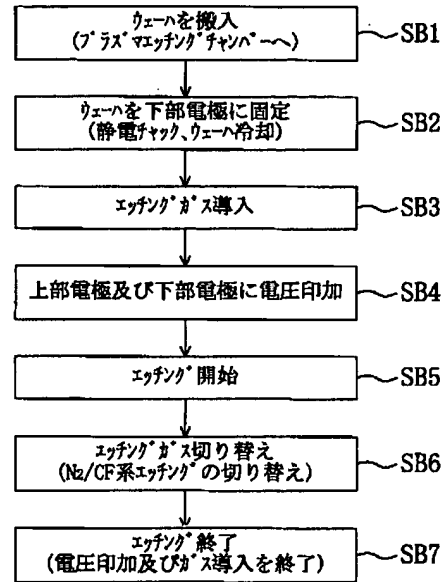 ウェーハを搬入
(プラズマエッチングチャンバーへ)
SB1
ウェーハを下部電極に固定
(静電チャック、ウェーハ冷却)
SB2
エッチングガス導入
SB3
上部電極及び下部電極に電圧印加
SB4
エッチング開始
SB5
エッチングガス切り替え
(N₂/CF系エッチングの切り替え)
SB6
エッチング終了
(電圧印加及びガス導入を終了)
SB7